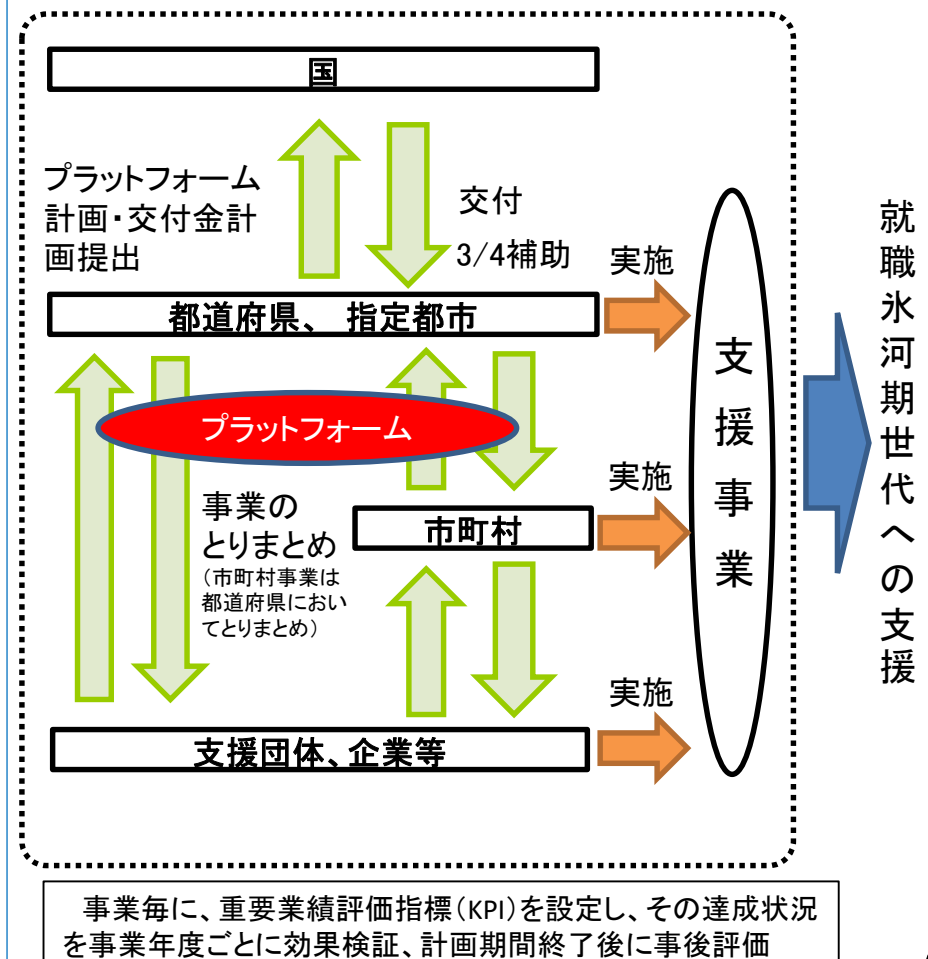 国
プラットフォーム
計画・交付金計
画提出
交付
3/4補助
実施
都道府県、 指定都市
プラットフォーム
事業の
とりまとめ
（市町村事業は
都道府県におい
てとりまとめ）
実施
市町村
実施
支援団体、企業等
支援事業
就職氷河期世代への支援
事業毎に、重要業績評価指標（KPI）を設定し、その達成状況
を事業年度ごとに効果検証、計画期間終了後に事後評価